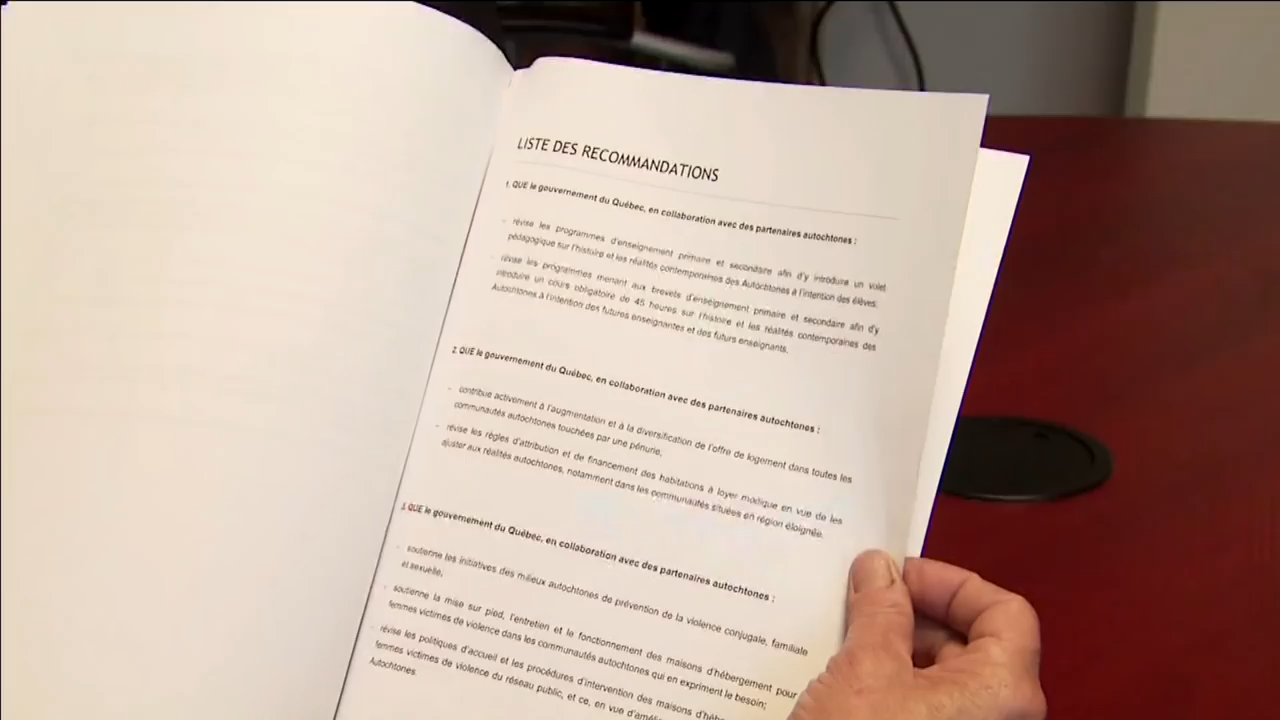 LISTE DES RECOMMANDATIONS
1. QUE le gouvernement du Québec, en collaboration avec des partenaires autochtones :
- révise les programmes d'enseignement primaire et secondaire afin d'y introduire un volet
pédagogique sur l'histoire et les réalités contemporaines des Autochtones à l'intention des élèves;
- révise les programmes menant aux brevets d'enseignement primaire et secondaire afin d'y
introduire un cours obligatoire de 45 heures sur l'histoire et les réalités contemporaines des
Autochtones à l'intention des futures enseignantes et des futurs enseignants.
2. QUE le gouvernement du Québec, en collaboration avec des partenaires autochtones :
- contribue activement à l'augmentation et à la diversification de l'offre de logement dans toutes les
communautés autochtones touchées par une pénurie;
- révise les règles d'attribution et de financement des habitations à loyer modique en vue de les
ajuster aux réalités autochtones, notamment dans les communautés situées en région éloignée.
3. QUE le gouvernement du Québec, en collaboration avec des partenaires autochtones :
- soutienne les initiatives des milieux autochtones de prévention de la violence conjugale, familiale
et sexuelle;
- soutienne la mise sur pied, l'entretien et le fonctionnement des maisons d'hébergement pour
femmes victimes de violence dans les communautés autochtones qui en expriment le besoin;
- révise les politiques d'accueil et les procédures d'intervention des maisons d'héb
femmes victimes de violence du réseau public, et ce, en vue d'amél
Autochtones.